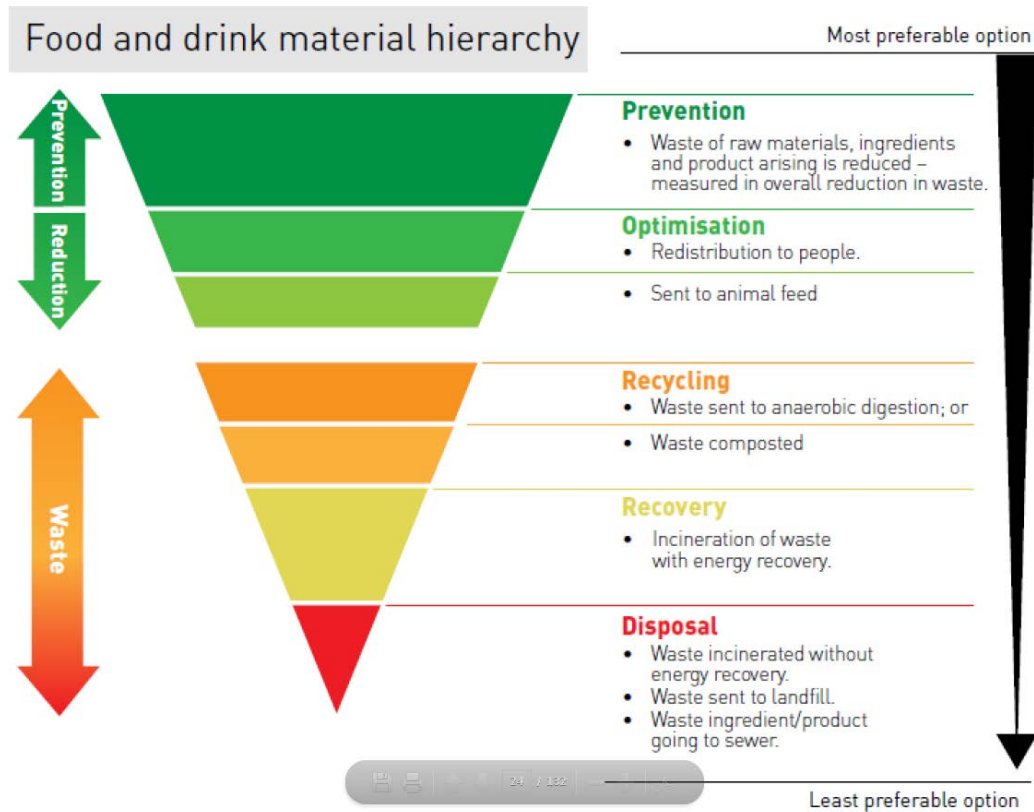 Food and drink material hierarchy
Most preferable option
Prevention
Reduction
Waste
Prevention
• Waste of raw materials, ingredients
and product arising is reduced –
measured in overall reduction in waste.
Optimisation
• Redistribution to people.
• Sent to animal feed
Recycling
• Waste sent to anaerobic digestion; or
• Waste composted
Recovery
• Incineration of waste
with energy recovery.
Disposal
• Waste incinerated without
energy recovery.
• Waste sent to landfill.
• Waste ingredient/product
going to sewer.
24 / 132
Least preferable option